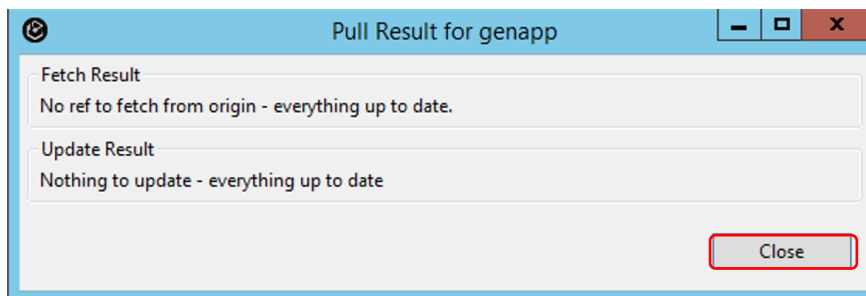 Pull Result for genapp
Fetch Result
No ref to fetch from origin - everything up to date.
Update Result
Nothing to update - everything up to date
Close